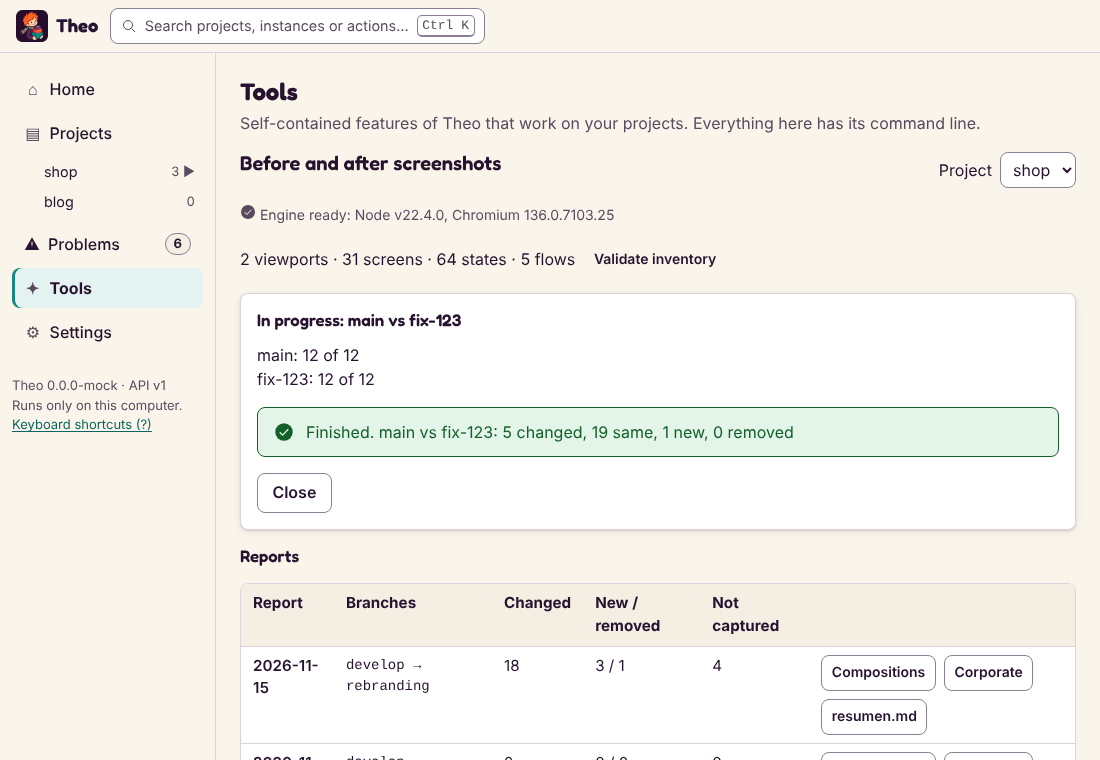 Theo
Search projects, instances or actions...
Ctrl K
Home
Projects
shop 3
blog 0
Problems 6
Tools
Settings
Theo 0.0.0-mock · API v1
Runs only on this computer.
Keyboard shortcuts (?)
Tools
Self-contained features of Theo that work on your projects. Everything here has its command line.
Before and after screenshots
Project shop
Engine ready: Node v22.4.0, Chromium 136.0.7103.25
2 viewports · 31 screens · 64 states · 5 flows Validate inventory
In progress: main vs fix-123
main: 12 of 12
fix-123: 12 of 12
Finished. main vs fix-123: 5 changed, 19 same, 1 new, 0 removed
Close
Reports
Report Branches Changed New / removed Not captured
2026-11-15 develop → rebranding 18 3 / 1 4 Compositions Corporate
resumen.md